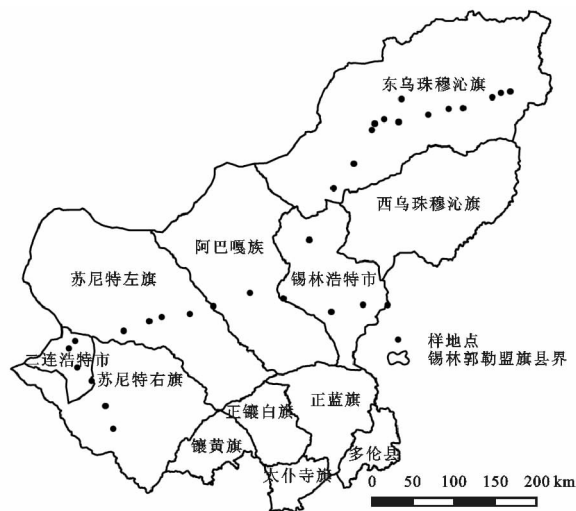 东乌珠穆沁旗
西乌珠穆沁旗
阿巴嘎族
锡林浩特市
苏尼特左旗
样地点
锡林郭勒盟旗县界
二连浩特市
苏尼特右旗
正镶白旗
正蓝旗
镶黄旗
多伦县
太仆寺旗
0 50 100 150 200 km